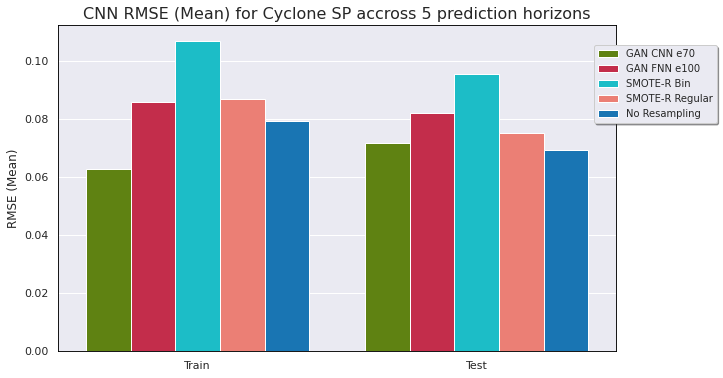 CNN RMSE (Mean) for Cyclone SP accross 5 prediction horizons
RMSE (Mean)
0.10
0.08
0.06
0.04
0.02
0.00
Train
Test
GAN CNN e70
GAN FNN e100
SMOTE-R Bin
SMOTE-R Regular
No Resampling